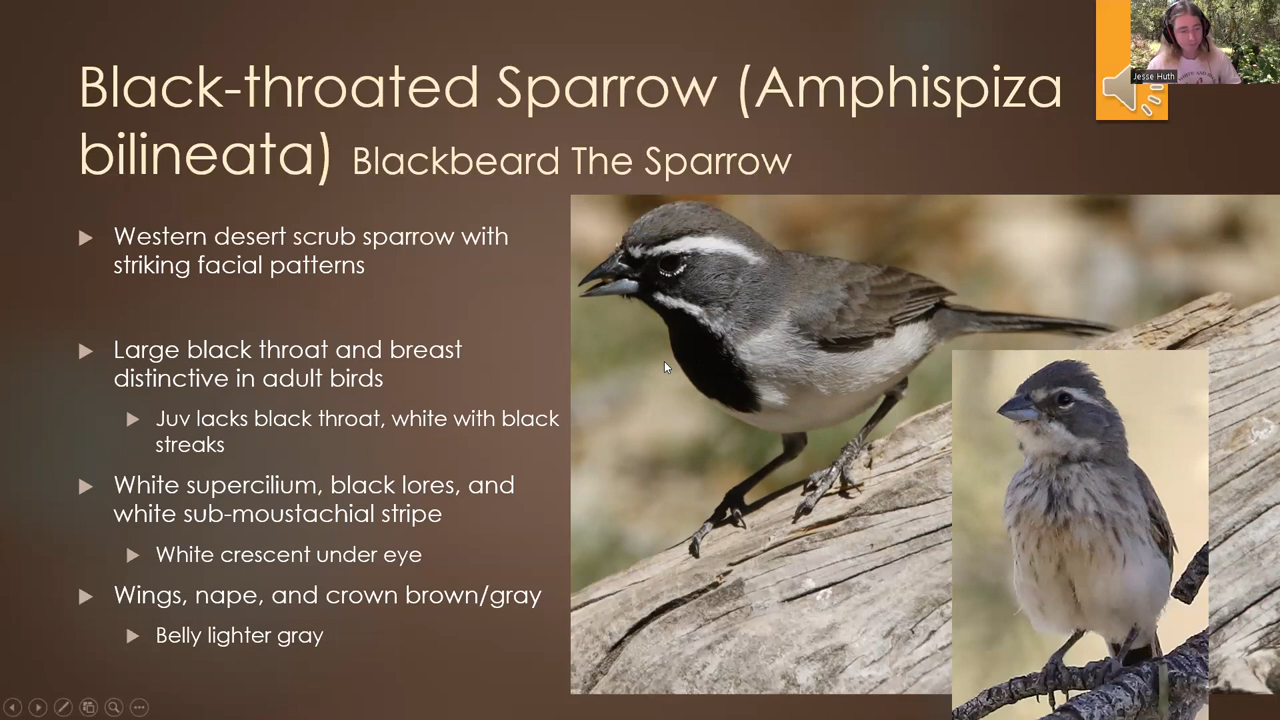 Jesse Huth
Black-throated Sparrow (Amphispiza
bilineata) Blackbeard The Sparrow
Western desert scrub sparrow with
striking facial patterns
Large black throat and breast
distinctive in adult birds
Juv lacks black throat, white with black
streaks
White supercilium, black lores, and
white sub-moustachial stripe
White crescent under eye
Wings, nape, and crown brown/gray
Belly lighter gray